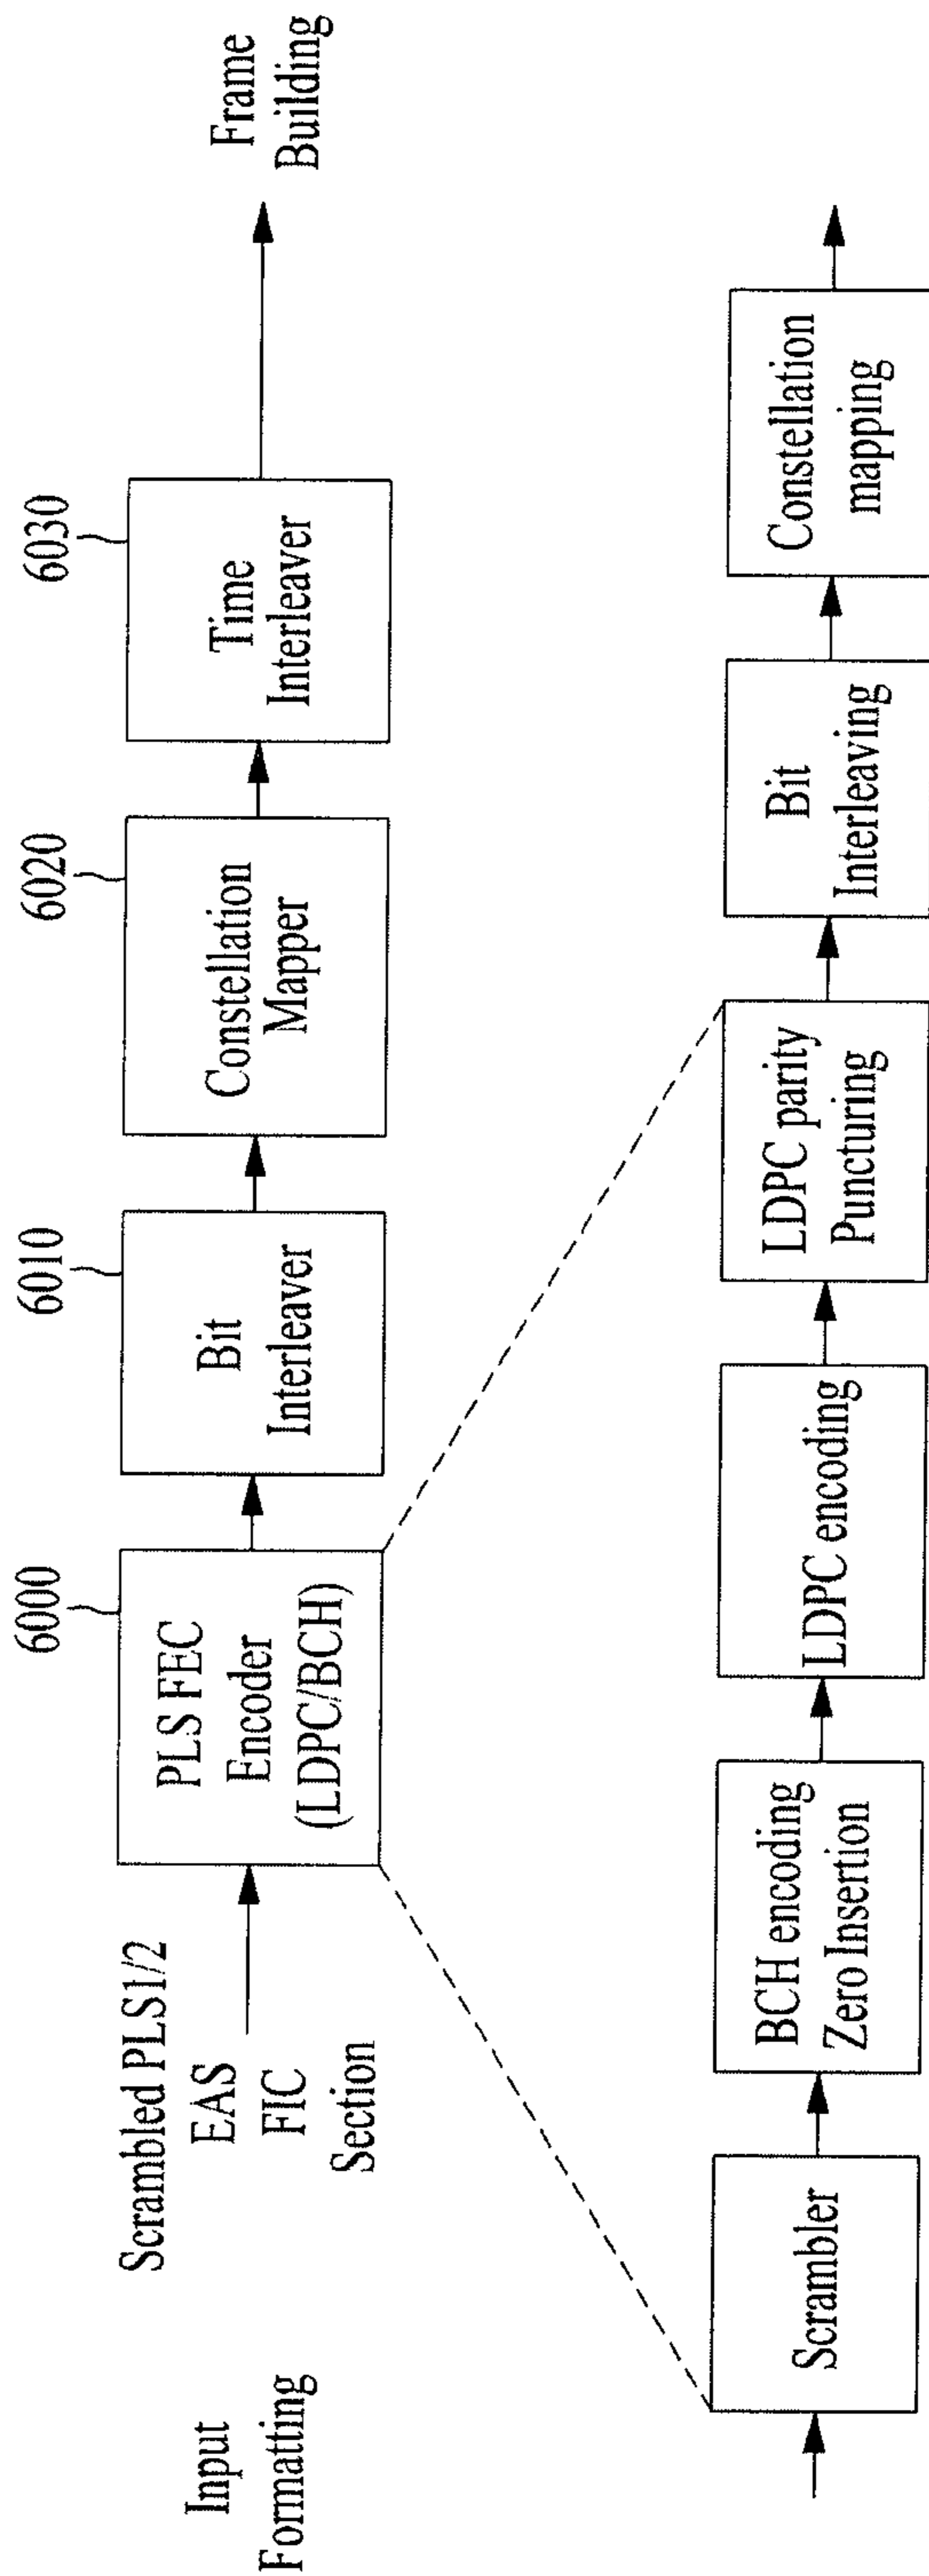 Input
Formatting
Scrambled PLS1/2
EAS
FIC
Section
6000
PLS FEC
Encoder
(LDPC/BCH)
6010
Bit
Interleaver
6020
Constellation
Mapper
6030
Time
Interleaver
Frame
Building
Scrambler
BCH encoding
Zero Insertion
LDPC encoding
LDPC parity
Puncturing
Bit
Interleaving
Constellation
mapping